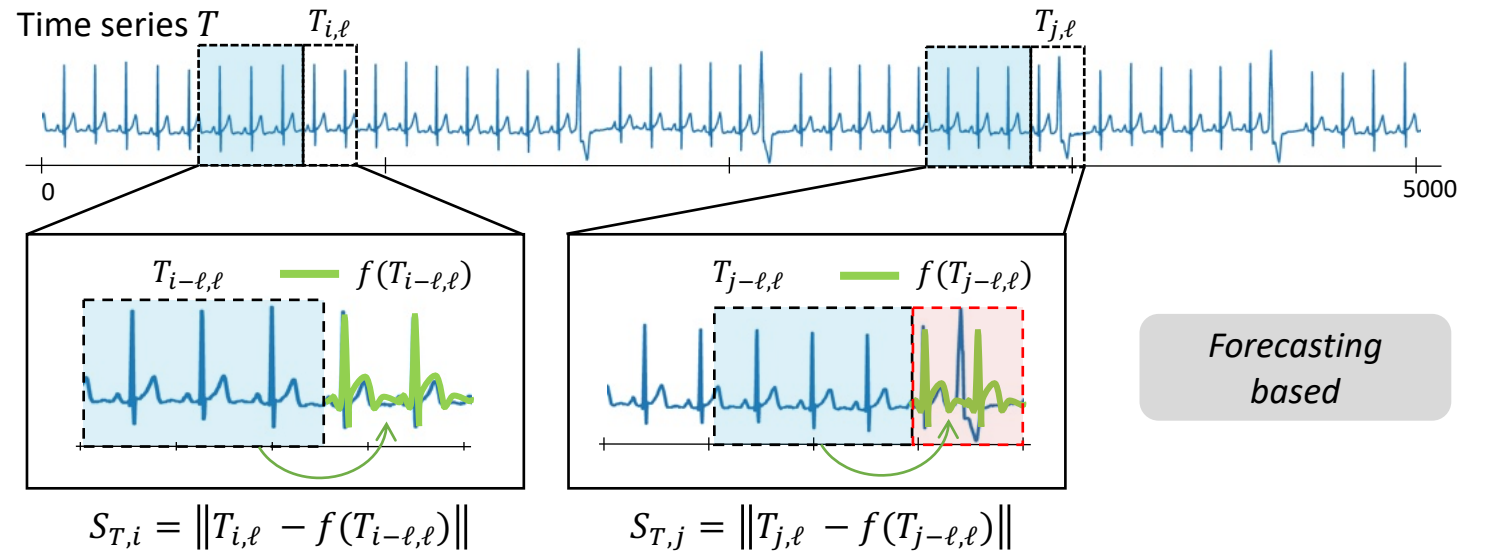 Time series T
T_{i,ℓ}
T_{j,ℓ}
0
5000
T_{i−ℓ,ℓ}
f(T_{i−ℓ,ℓ})
T_{j−ℓ,ℓ}
f(T_{j−ℓ,ℓ})
Forecasting
based
S_{T,i} = ‖T_{i,ℓ} − f(T_{i−ℓ,ℓ})‖
S_{T,j} = ‖T_{j,ℓ} − f(T_{j−ℓ,ℓ})‖